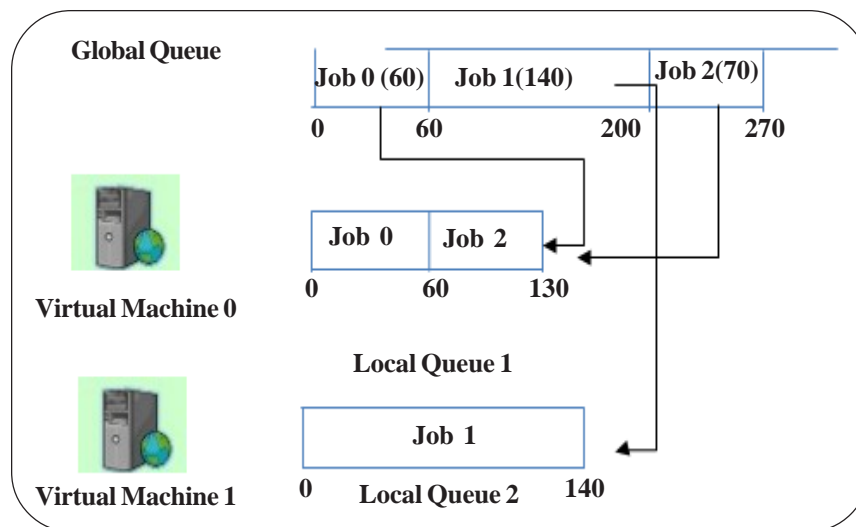 Global Queue
Job 0 (60) Job 1(140) Job 2(70)
0 60 200 270
Job 0 Job 2
0 60 130
Virtual Machine 0
Local Queue 1
Job 1
0 140
Local Queue 2
Virtual Machine 1